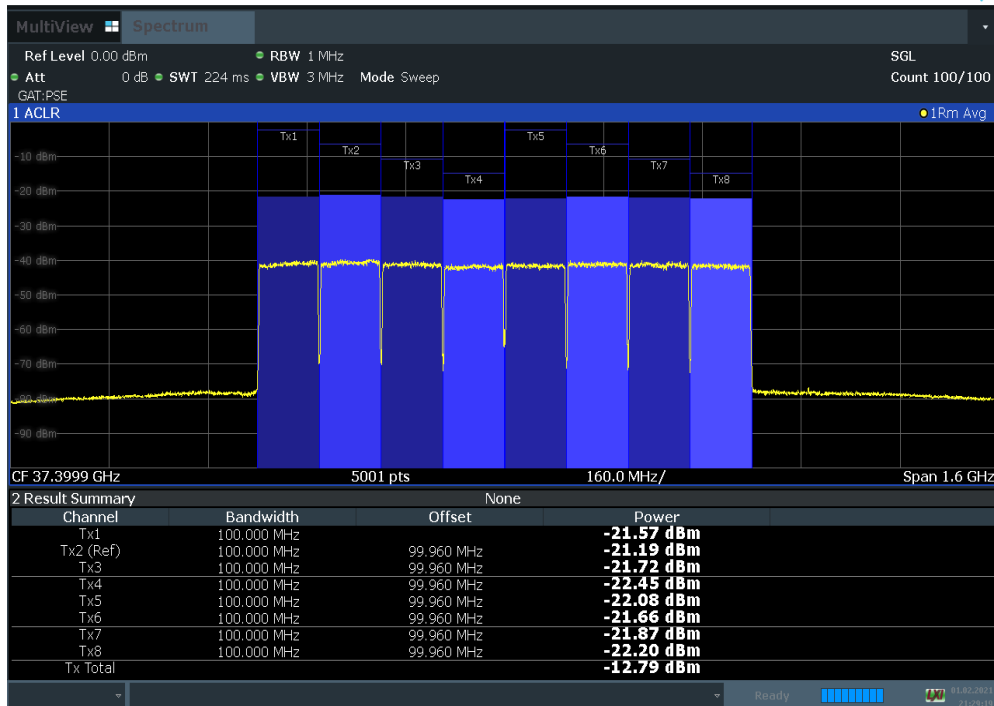 MultiView Spectrum
Ref Level 0.00 dBm RBW 1 MHz SGL
Att 0 dB SWT 224 ms VBW 3 MHz Mode Sweep Count 100/100
GAT:PSE
1 ACLR 1Rm Avg
Tx1 Tx5
Tx2 Tx6
-10 dBm
Tx3 Tx7
Tx4 Tx8
-20 dBm
-30 dBm
-40 dBm
-50 dBm
-60 dBm
-70 dBm
-80 dBm
-90 dBm
CF 37.3999 GHz 5001 pts 160.0 MHz/ Span 1.6 GHz
2 Result Summary None
Channel Bandwidth Offset Power
Tx1 100.000 MHz -21.57 dBm
Tx2 (Ref) 100.000 MHz 99.960 MHz -21.19 dBm
Tx3 100.000 MHz 99.960 MHz -21.72 dBm
Tx4 100.000 MHz 99.960 MHz -22.45 dBm
Tx5 100.000 MHz 99.960 MHz -22.08 dBm
Tx6 100.000 MHz 99.960 MHz -21.66 dBm
Tx7 100.000 MHz 99.960 MHz -21.87 dBm
Tx8 100.000 MHz 99.960 MHz -22.20 dBm
Tx Total -12.79 dBm
Ready LXI 01.02.2021